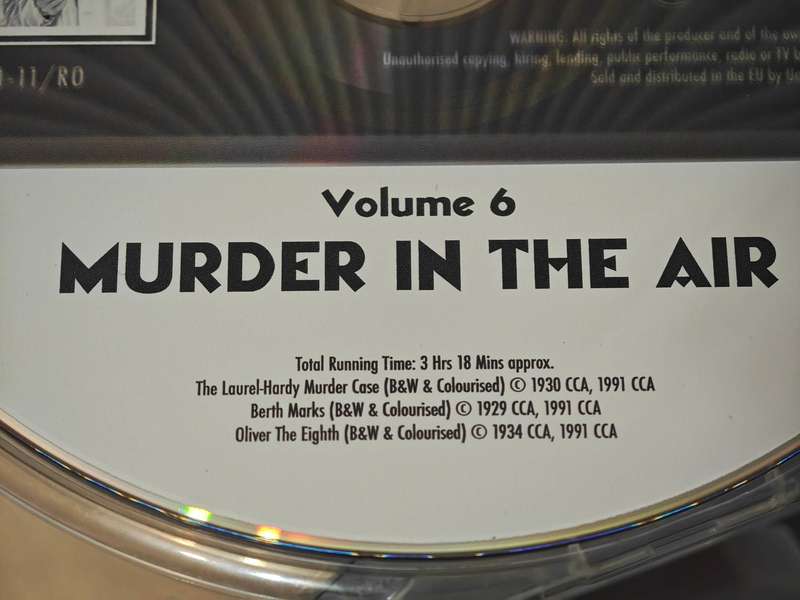 WARNING: All rights of the producer and of the
Unauthorised copying, hiring, lending, public performance, radio or TV
1-11/RO
Sold and distributed in the EU by
Volume 6
MURDER IN THE AIR
Total Running Time: 3 Hrs 18 Mins approx.
The Laurel-Hardy Murder Case (B&W & Colourised) © 1930 CCA, 1991 CCA
Berth Marks (B&W & Colourised) © 1929 CCA, 1991 CCA
Oliver The Eighth (B&W & Colourised) © 1934 CCA, 1991 CCA